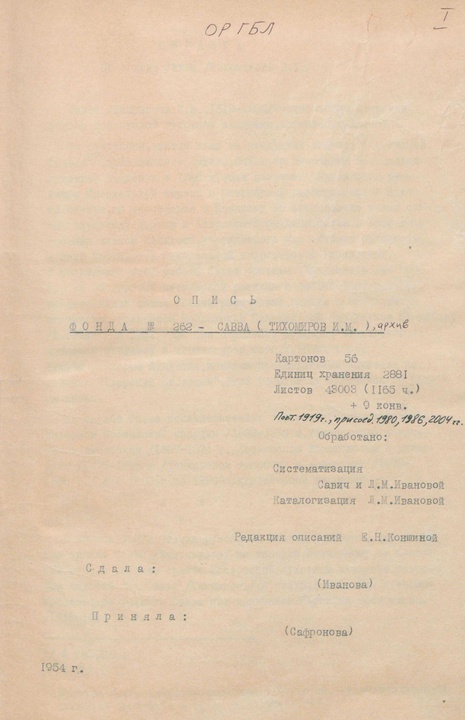 I
ОР ГБЛ
О П И С Ь
Ф О Н Д А № 262 - САВВА ( ТИХОМИРОВ И.М. ), архив
Картонов 56
Единиц хранения 2881
Листов 43003 (1165 ч.)
+ 9 конв.
Пост. 1919 г., присоед. 1980, 1986, 2004 гг.
Обработано:
Систематизация
Савич и Л.М.Ивановой
Каталогизация Л.М.Ивановой
Редакция описаний Е.Н.Коншиной
С д а л а :
(Иванова)
П р и н я л а :
(Сафронова)
1954 г.